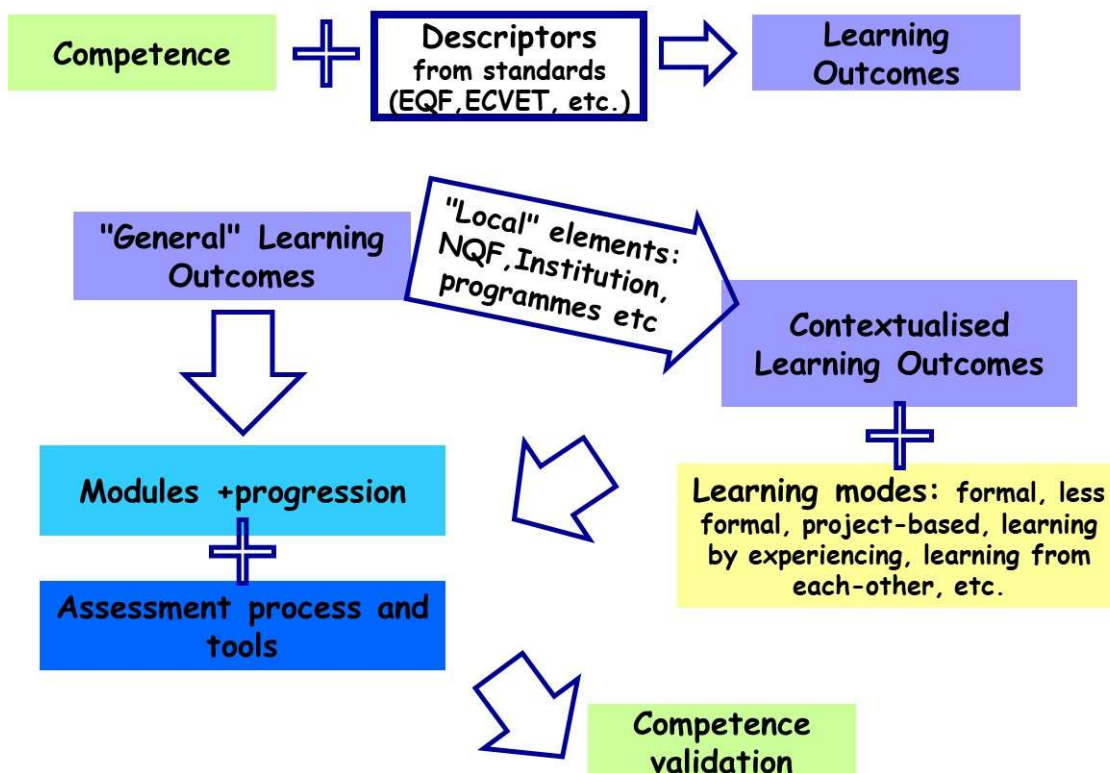 Competence
Descriptors
from standards
(EQF,ECVET, etc.)
Learning
Outcomes
"General" Learning
Outcomes
"Local" elements:
NQF,Institution,
programmes etc
Contextualised
Learning Outcomes
Modules +progression
Learning modes: formal, less
formal, project-based, learning
by experiencing, learning from
each-other, etc.
Assessment process and
tools
Competence
validation